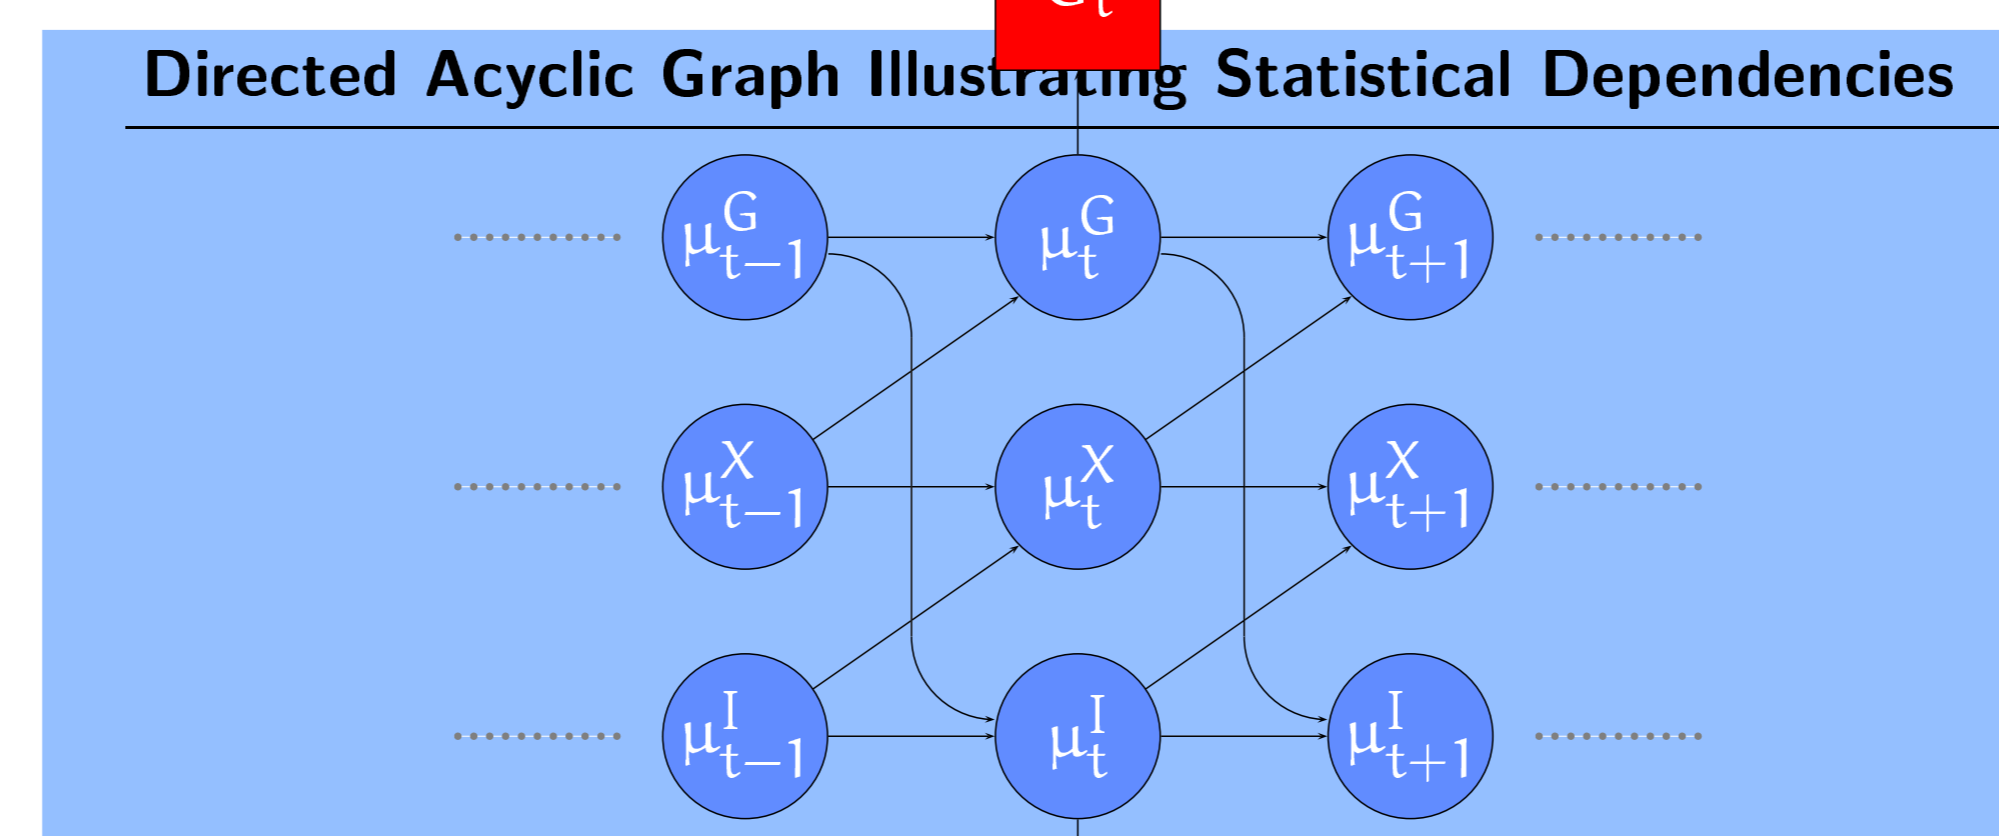 G_t
Directed Acyclic Graph Illustrating Statistical Dependencies
μ^G_{t−1} μ^G_t μ^G_{t+1}
μ^X_{t−1} μ^X_t μ^X_{t+1}
μ^I_{t−1} μ^I_t μ^I_{t+1}